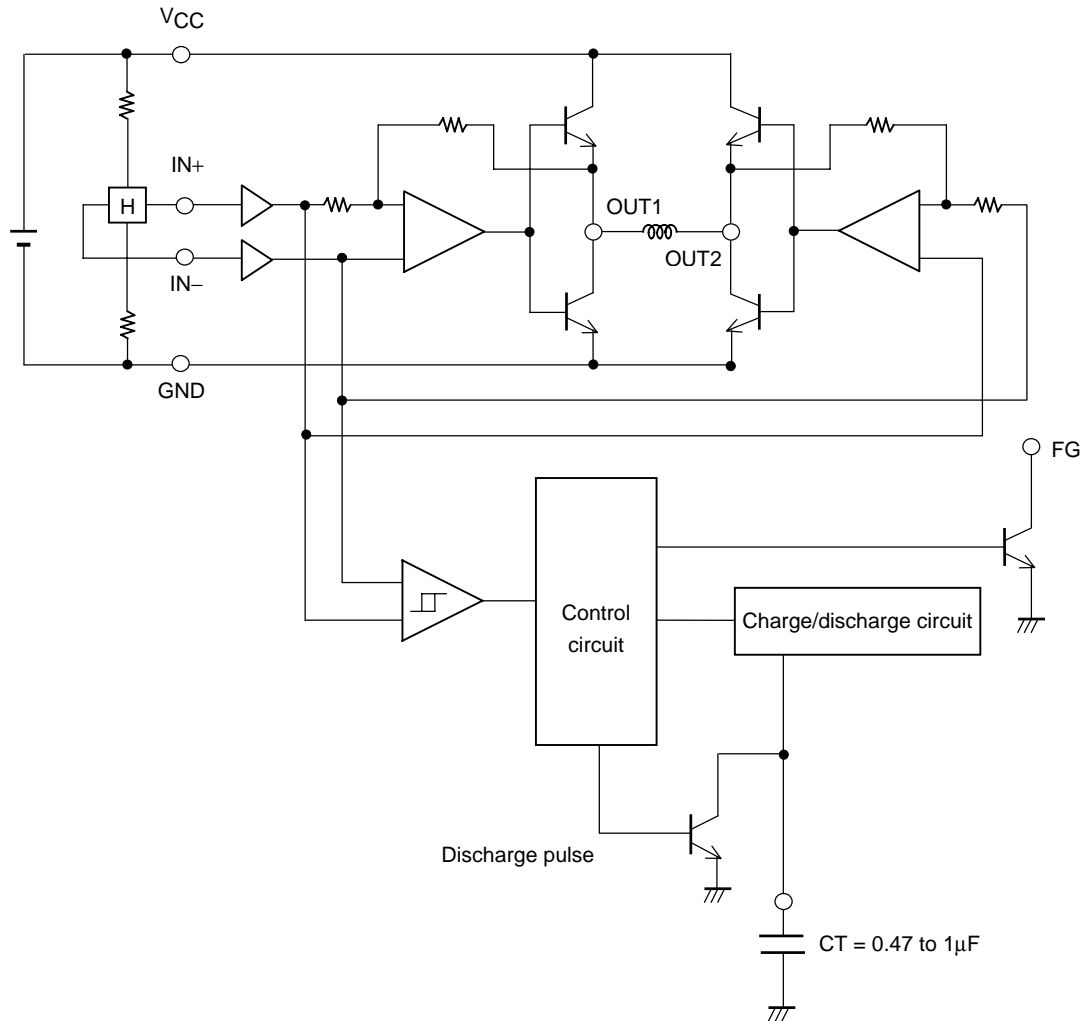 VCC
IN+
H
OUT1
OUT2
IN−
GND
FG
Control
circuit
Charge/discharge circuit
Discharge pulse
CT = 0.47 to 1μF